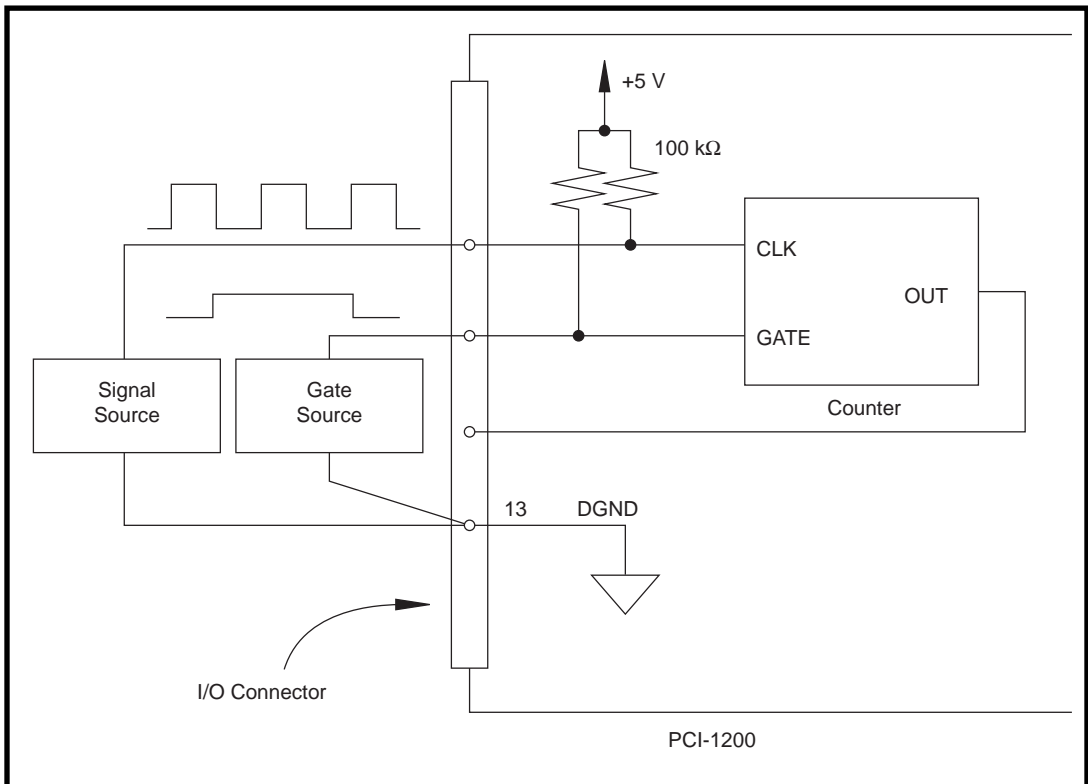 +5 V
100 kΩ
CLK
OUT
GATE
Counter
Signal
Source
Gate
Source
13 DGND
I/O Connector
PCI-1200